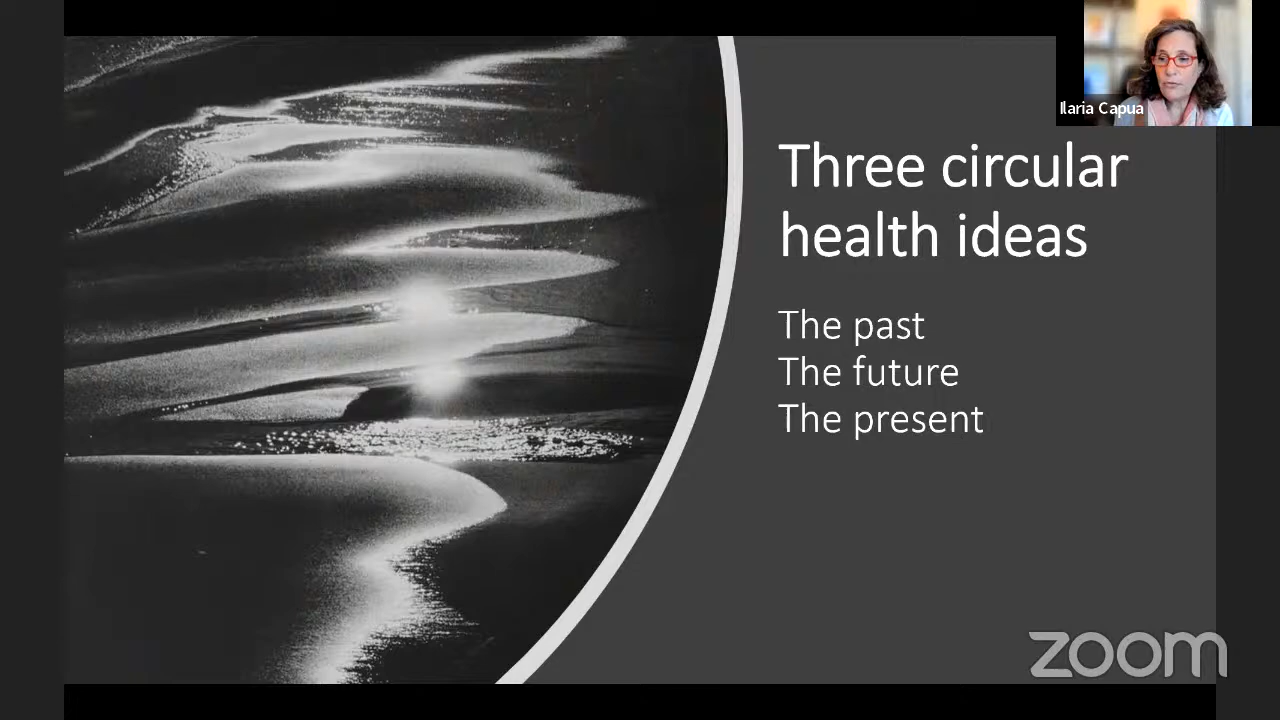 Ilaria Capua
Three circular
health ideas
The past
The future
The present
zoom